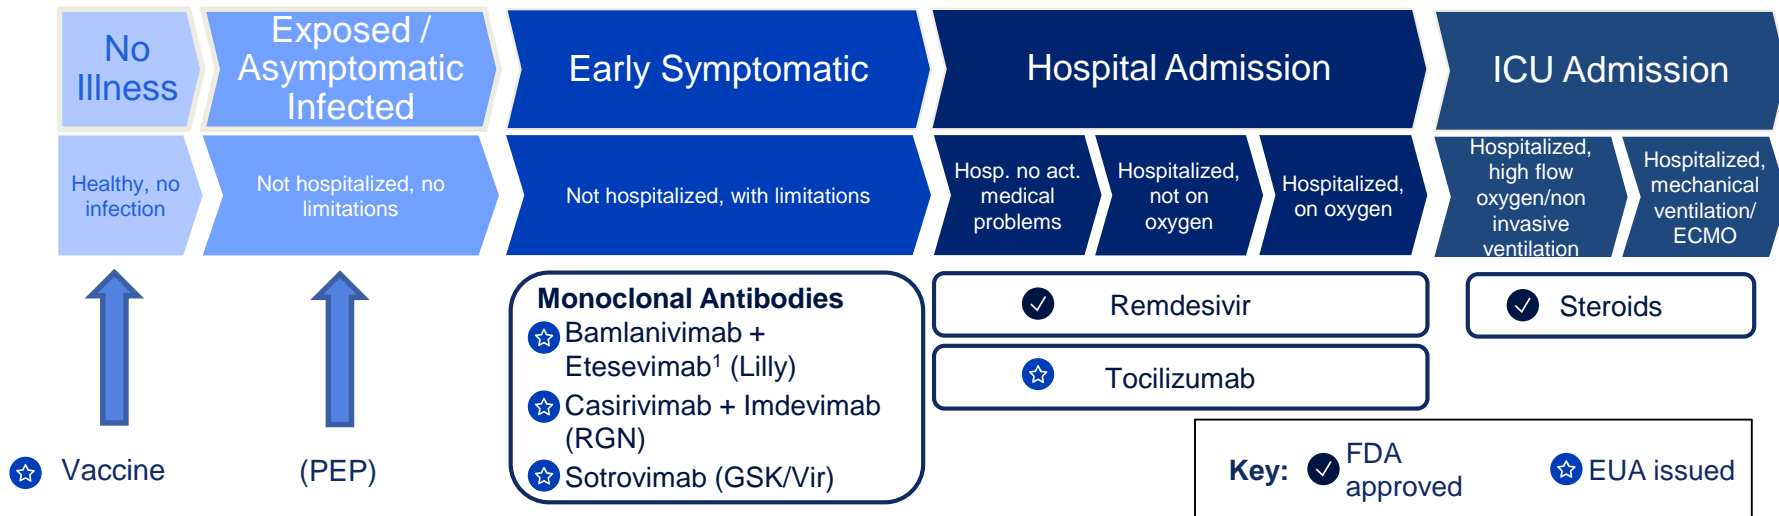 No
Illness
Exposed /
Asymptomatic
Infected
Early Symptomatic
Hospital Admission
ICU Admission
Healthy, no
infection
Not hospitalized, no
limitations
Not hospitalized, with limitations
Hosp. no act.
medical
problems
Hospitalized,
not on
oxygen
Hospitalized,
on oxygen
Hospitalized,
high flow
oxygen/non
invasive
ventilation
Hospitalized,
mechanical
ventilation/
ECMO
Vaccine
(PEP)
Monoclonal Antibodies
Bamlanivimab +
Etesevimab¹ (Lilly)
Casirivimab + Imdevimab
(RGN)
Sotrovimab (GSK/Vir)
Remdesivir
Tocilizumab
Steroids
Key:
FDA
approved
EUA issued